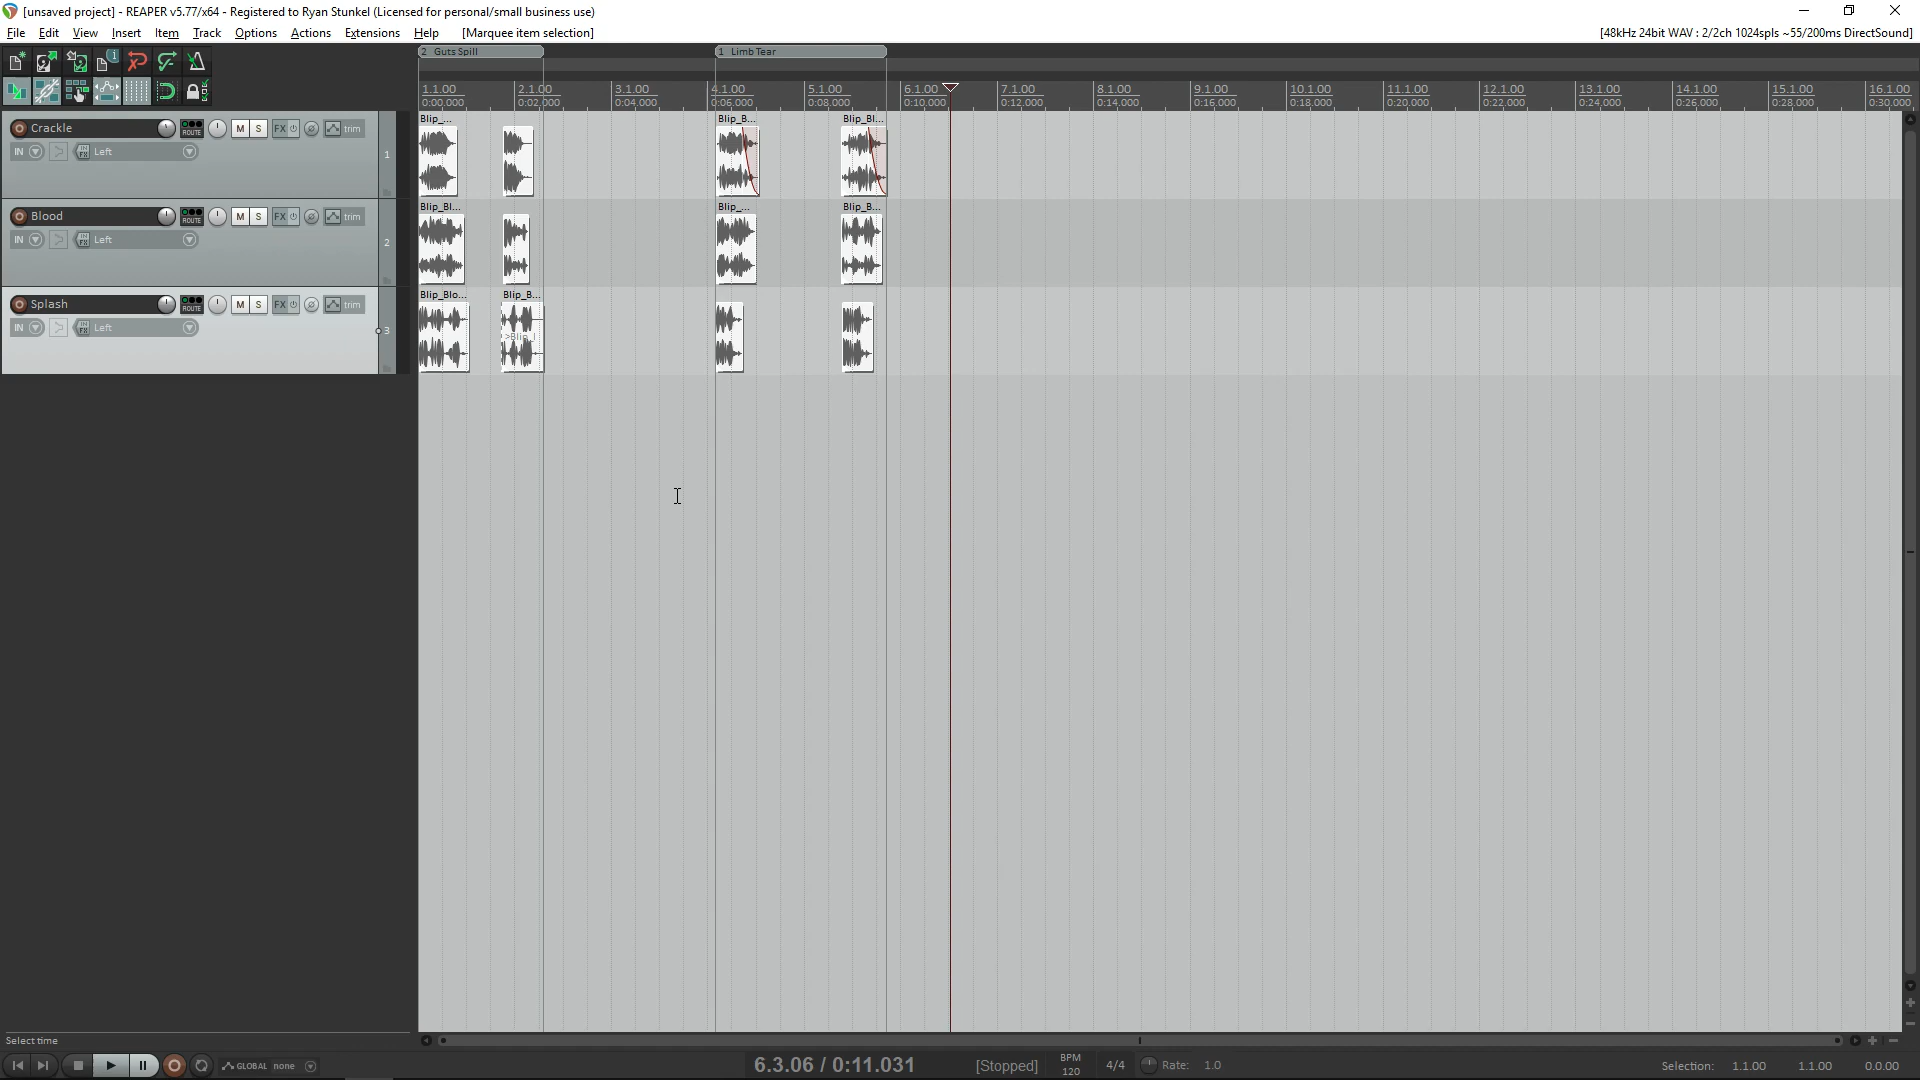 [unsaved project] - REAPER v5.77/x64 - Registered to Ryan Stunkel (Licensed for personal/small business use)
File Edit View Insert Item Track Options Actions Extensions Help [Marquee item selection] [48kHz 24bit WAV : 2/2ch 1024spls ~55/200ms DirectSound]
2 Guts Spill 1 Limb Tear
1.1.00 2.1.00 3.1.00 4.1.00 5.1.00 6.1.00 7.1.00 8.1.00 9.1.00 10.1.00 11.1.00 12.1.00 13.1.00 14.1.00 15.1.00 16.1.00
0:00.000 0:02.000 0:04.000 0:06.000 0:08.000 0:10.000 0:12.000 0:14.000 0:16.000 0:18.000 0:20.000 0:22.000 0:24.000 0:26.000 0:28.000 0:30.000
Blip_... Blip_B... Blip_Bl...
Crackle ROUTE M S FX trim
IN IN FX Left 1
Blip_Bl... Blip_... Blip_B...
Blood ROUTE M S FX trim
IN IN FX Left 2
Blip_Blo... Blip_B...
Splash ROUTE M S FX trim
IN IN FX Left 3
Select time
GLOBAL none 6.3.06 / 0:11.031 [Stopped] BPM 120 4/4 Rate: 1.0 Selection: 1.1.00 1.1.00 0.0.00